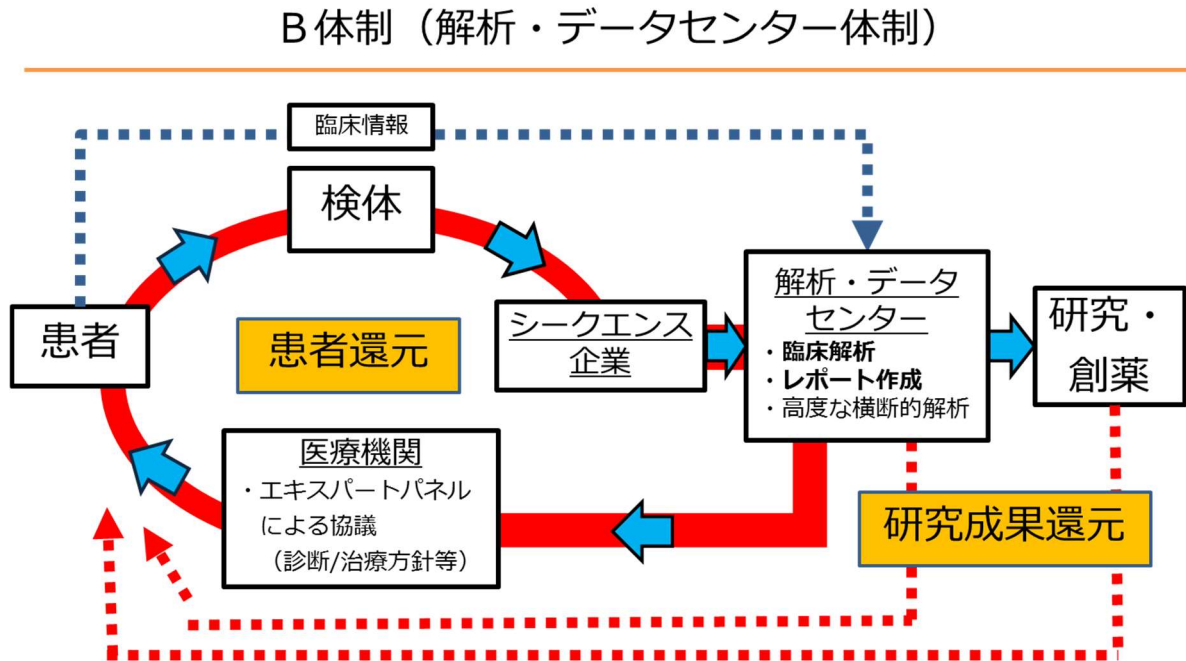 B体制（解析・データセンター体制）
臨床情報
検体
患者
患者還元
シークエンス
企業
解析・データ
センター
・臨床解析
・レポート作成
・高度な横断的解析
研究・
創薬
医療機関
・エキスパートパネル
による協議
（診断/治療方針等）
研究成果還元